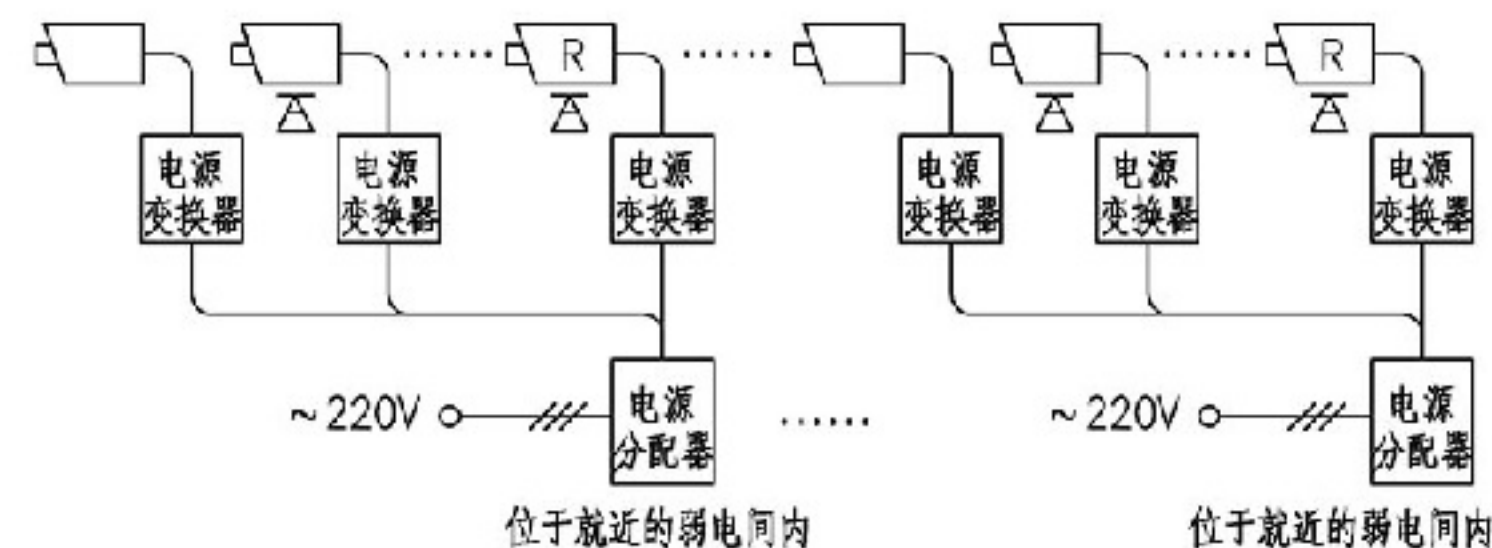 R R
电源 电源 电源 电源 电源 电源
变换器 变换器 变换器 变换器 变换器 变换器
~220V 电源 ...... ~220V 电源
分配器 分配器
位于就近的弱电间内 位于就近的弱电间内